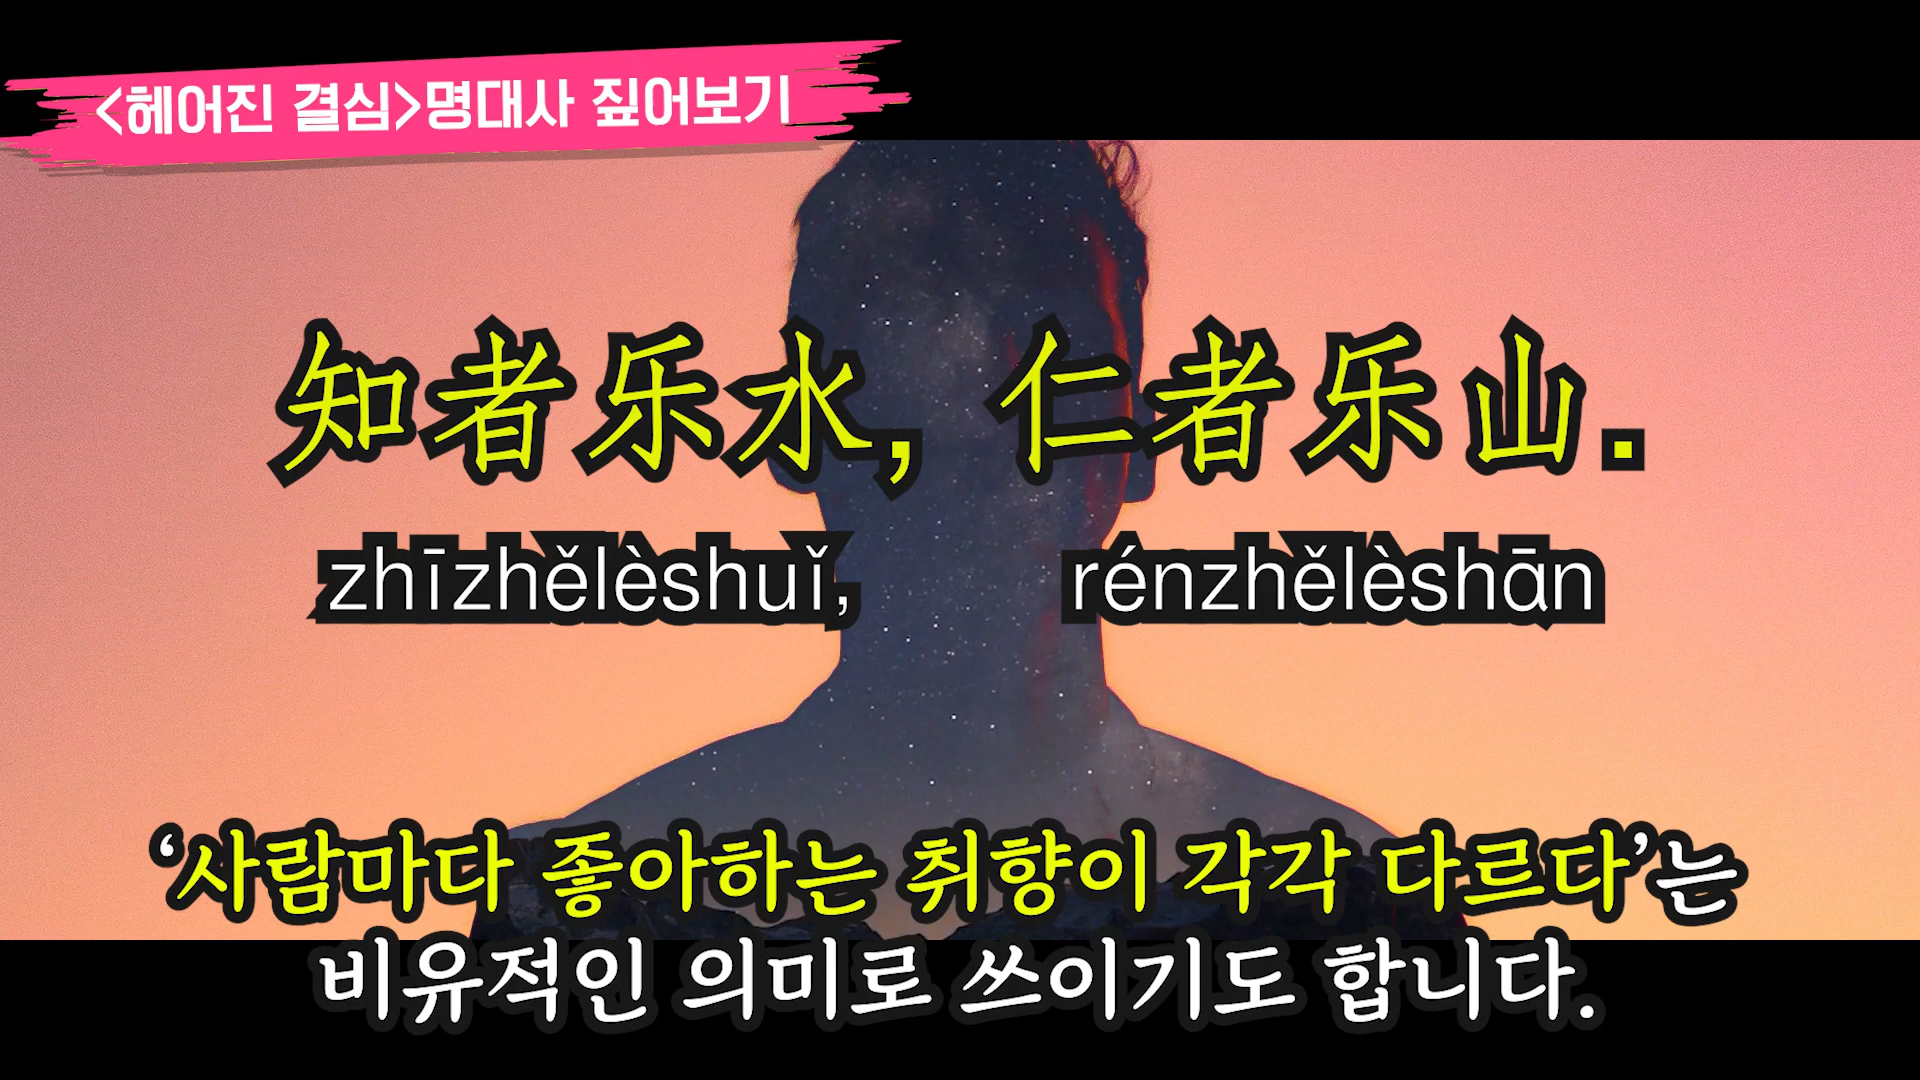 <헤어진 결심>명대사 짚어보기
知者乐水, 仁者乐山.
zhīzhělèshuǐ, rénzhělèshān
‘사람마다 좋아하는 취향이 각각 다르다’는
비유적인 의미로 쓰이기도 합니다.